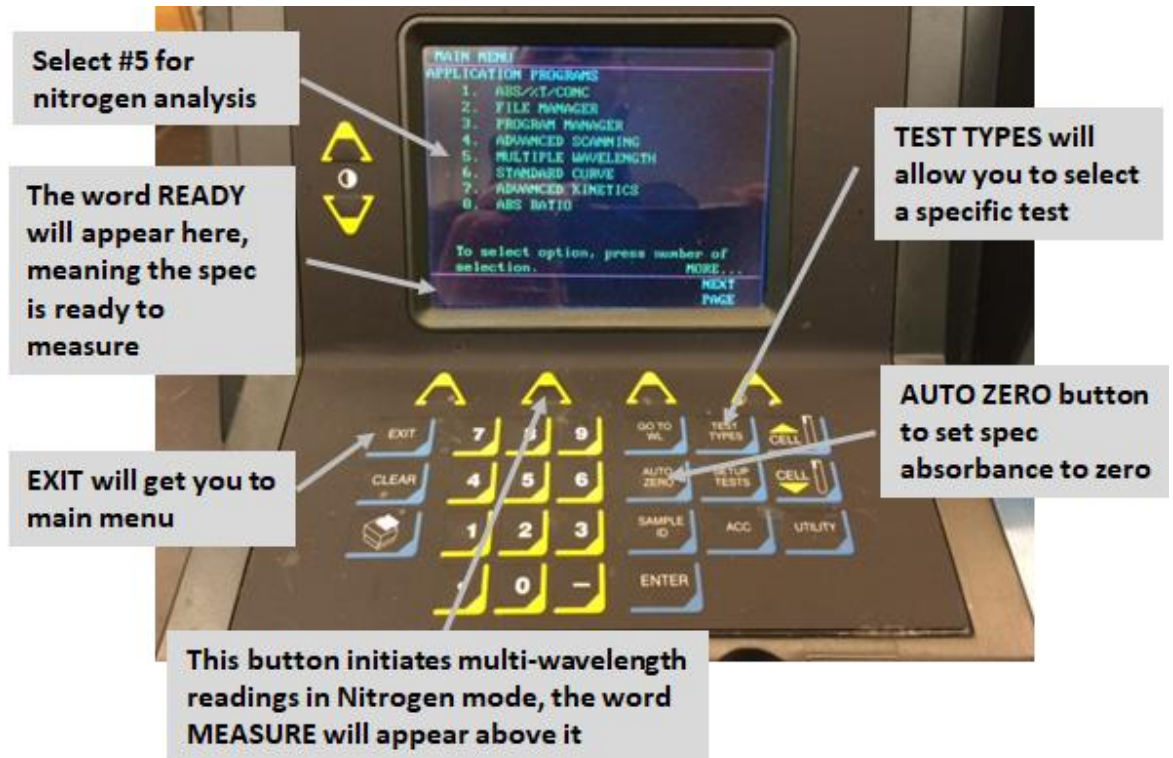 Select #5 for
nitrogen analysis
The word READY
will appear here,
meaning the spec
is ready to
measure
EXIT will get you to
main menu
MAIN MENU
APPLICATION PROGRAMS
1. ABS/%T/CONC
2. FILE MANAGER
3. PROGRAM MANAGER
4. ADVANCED SCANNING
5. MULTIPLE WAVELENGTH
6. STANDARD CURVE
7. ADVANCED KINETICS
8. ABS RATIO
To select option, press number of
selection. MORE...
NEXT
PAGE
TEST TYPES will
allow you to select
a specific test
AUTO ZERO button
to set spec
absorbance to zero
EXIT 7 8 9 GO TO WL TEST TYPES CELL
CLEAR 4 5 6 AUTO ZERO SETUP TESTS CELL
1 2 3 SAMPLE ID ACC UTILITY
0 – ENTER
This button initiates multi-wavelength
readings in Nitrogen mode, the word
MEASURE will appear above it